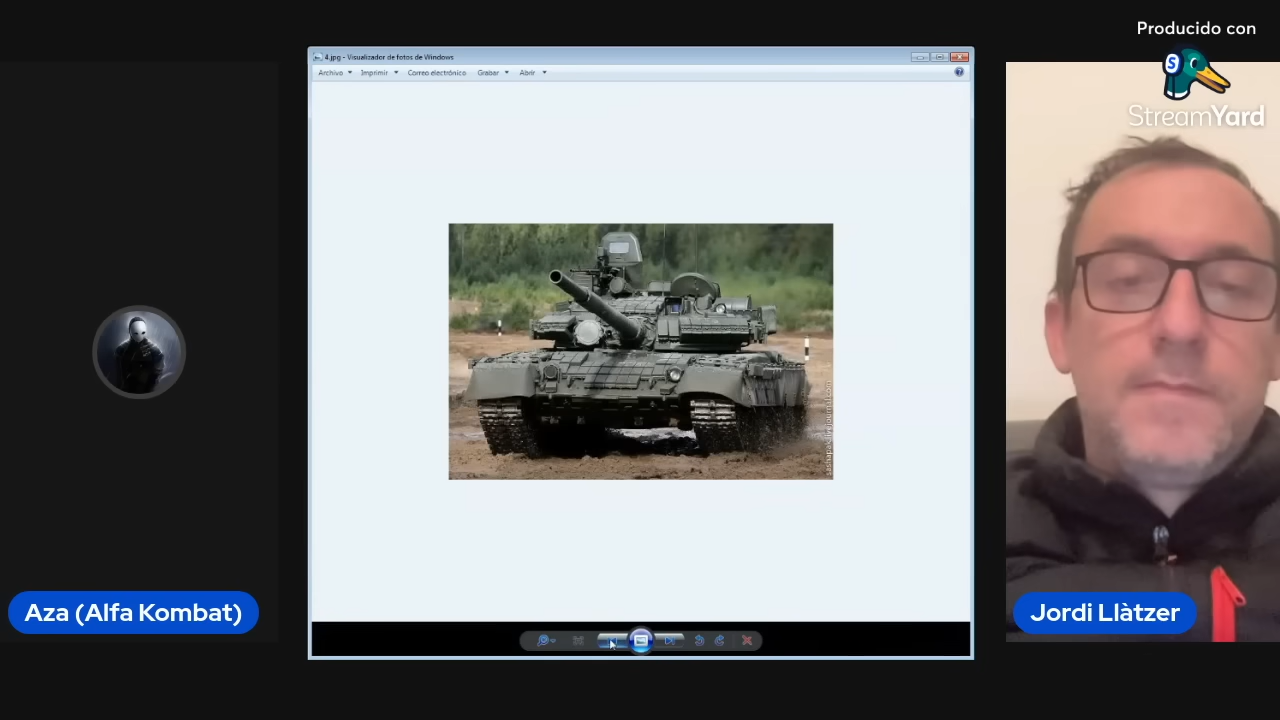 Producido con
StreamYard
4.jpg - Visualizador de fotos de Windows
Archivo Imprimir Correo electrónico Grabar Abrir
Aza (Alfa Kombat)
Jordi Llàtzer